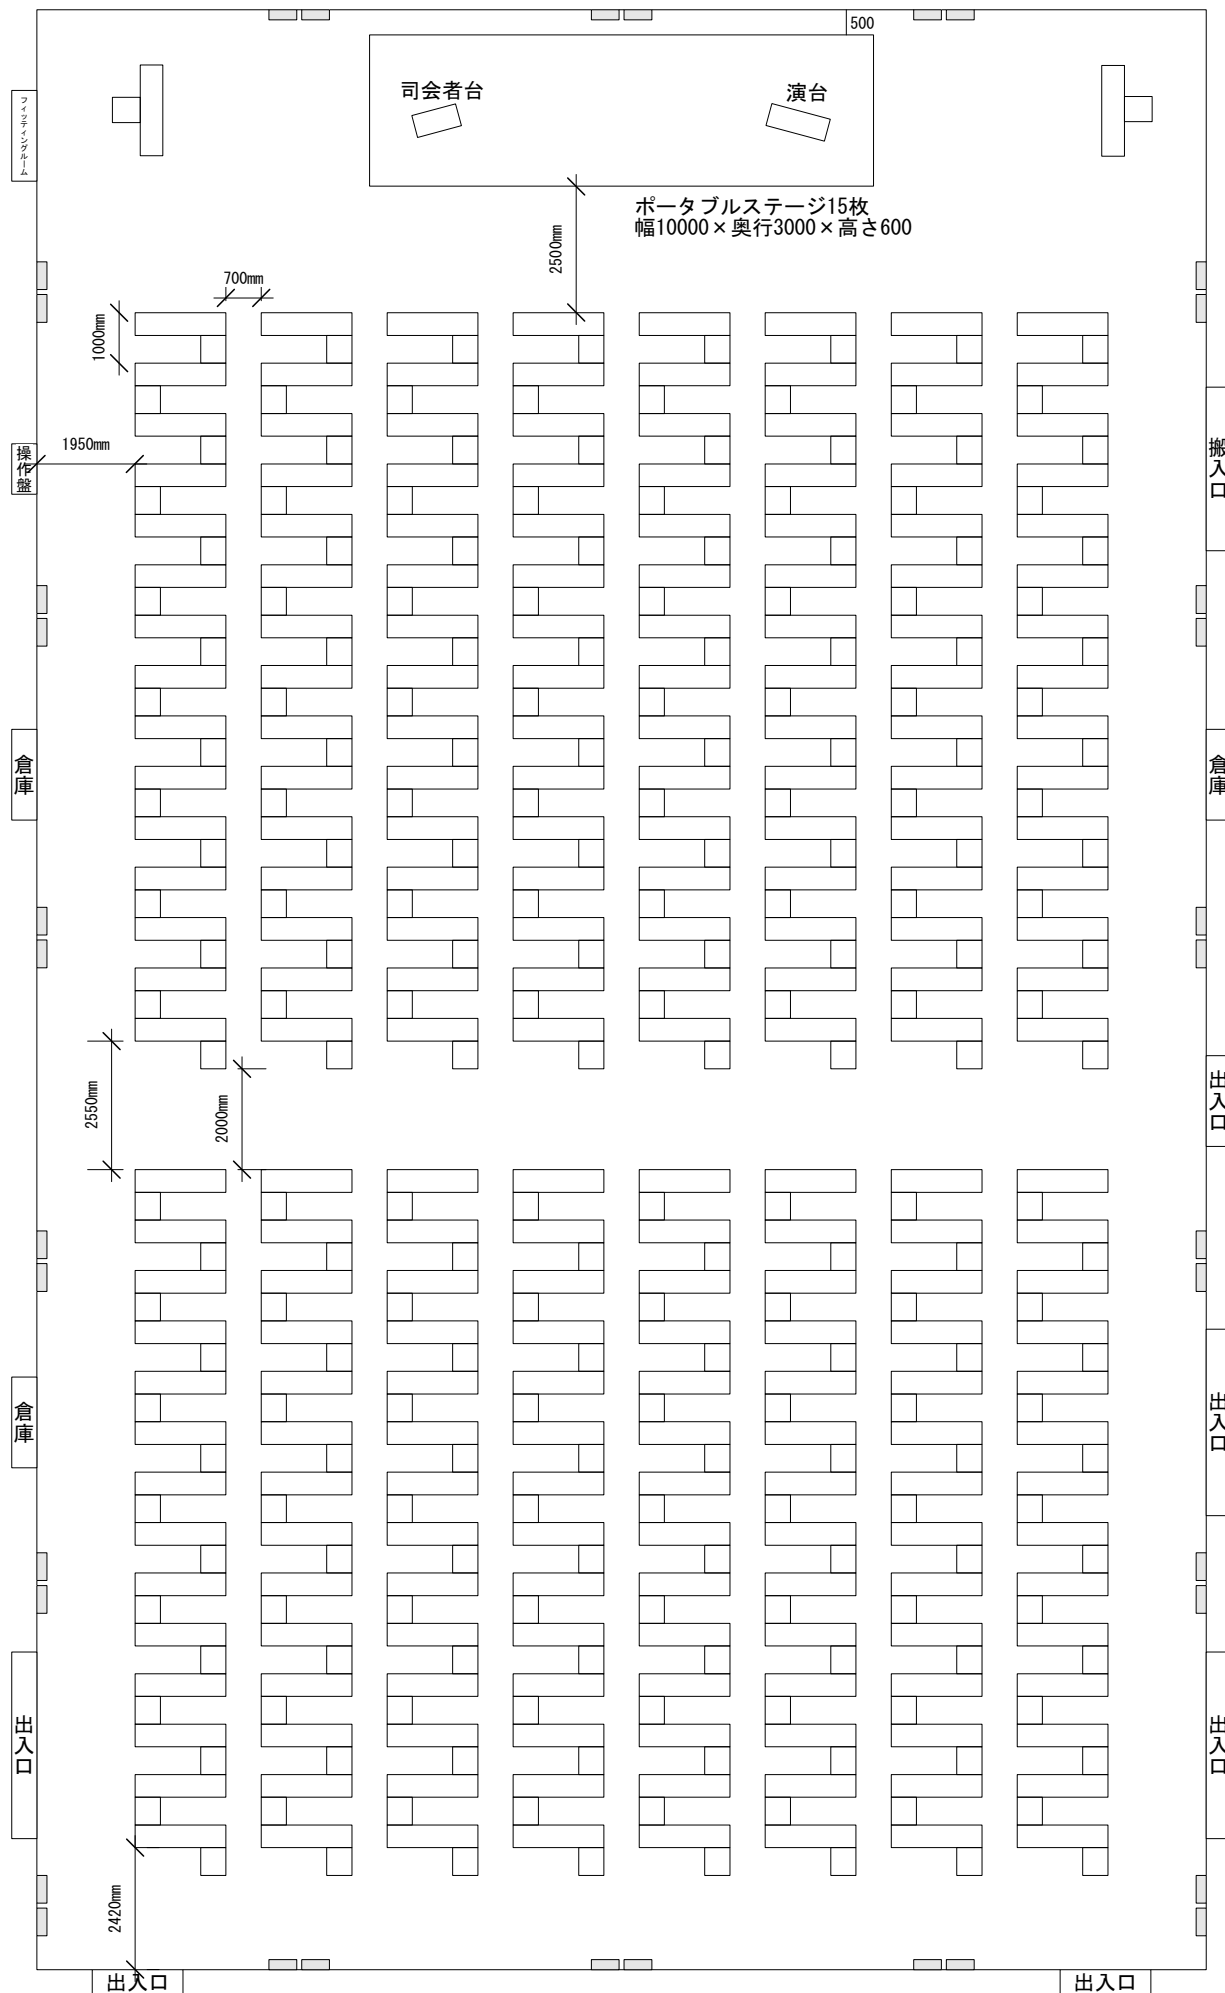 500
司会者台
演台
フィッティングルーム
ポータブルステージ15枚
幅10000×奥行3000×高さ600
2500mm
700mm
1000mm
操作盤
1950mm
搬入口
倉庫
倉庫
2550mm
2000mm
出入口
倉庫
出入口
出入口
出入口
2420mm
出入口
出入口